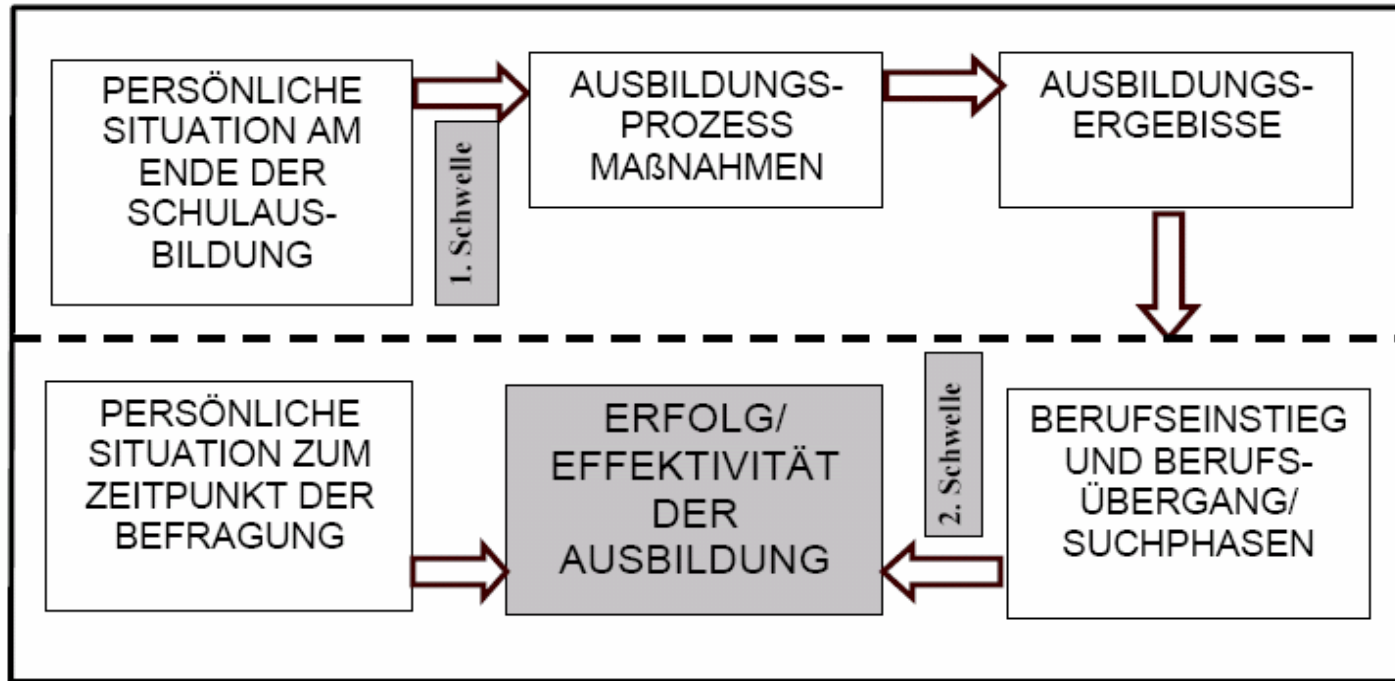 PERSÖNLICHE
SITUATION AM
ENDE DER
SCHULAUS-
BILDUNG
1. Schwelle
AUSBILDUNGS-
PROZESS
MAßNAHMEN
AUSBILDUNGS-
ERGEBISSE
PERSÖNLICHE
SITUATION ZUM
ZEITPUNKT DER
BEFRAGUNG
ERFOLG/
EFFEKTIVITÄT
DER
AUSBILDUNG
2. Schwelle
BERUFSEINSTIEG
UND BERUFS-
ÜBERGANG/
SUCHPHASEN